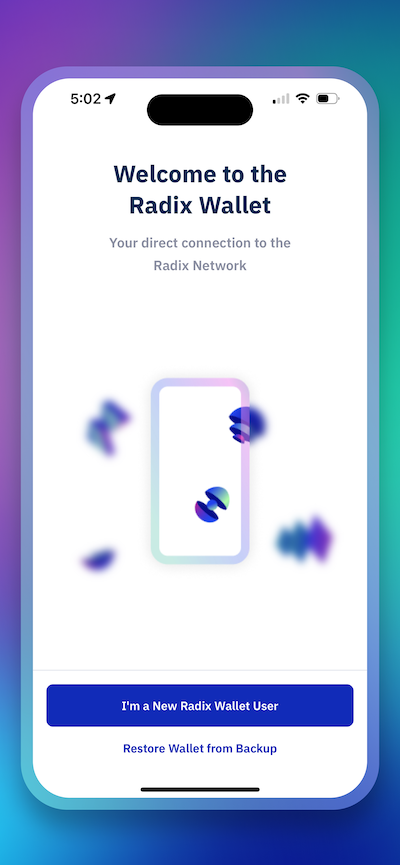 5:02
Welcome to the
Radix Wallet
Your direct connection to the
Radix Network
I'm a New Radix Wallet User
Restore Wallet from Backup